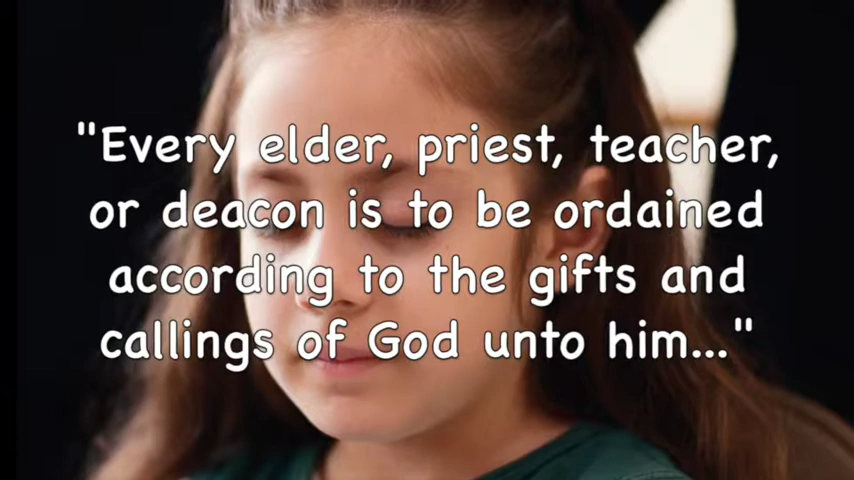 "Every elder, priest, teacher,
or deacon is to be ordained
according to the gifts and
callings of God unto him..."